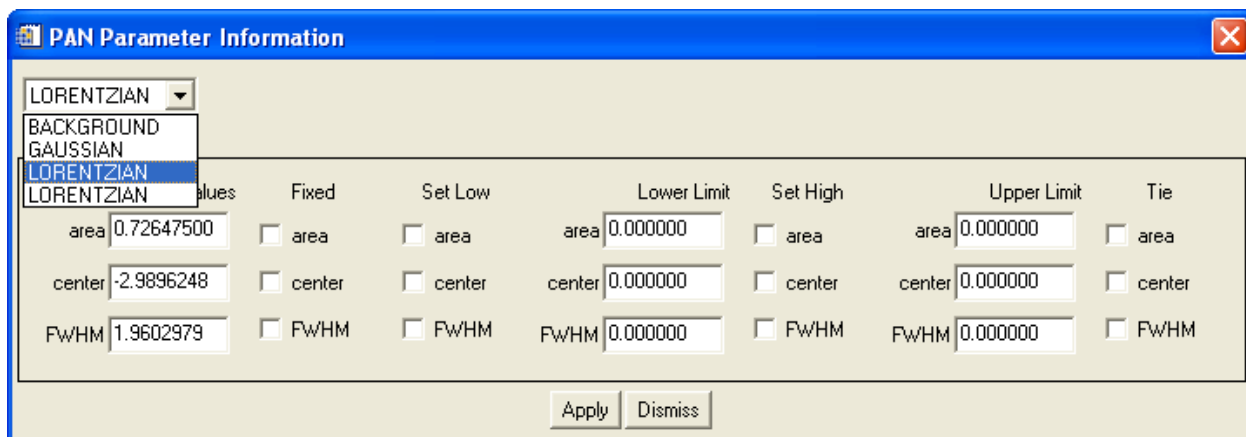 PAN Parameter Information
LORENTZIAN
BACKGROUND
GAUSSIAN
LORENTZIAN
LORENTZIAN
alues Fixed Set Low Lower Limit Set High Upper Limit Tie
area 0.72647500 area area area 0.000000 area area 0.000000 area
center -2.9896248 center center center 0.000000 center center 0.000000 center
FWHM 1.9602979 FWHM FWHM FWHM 0.000000 FWHM FWHM 0.000000 FWHM
Apply Dismiss